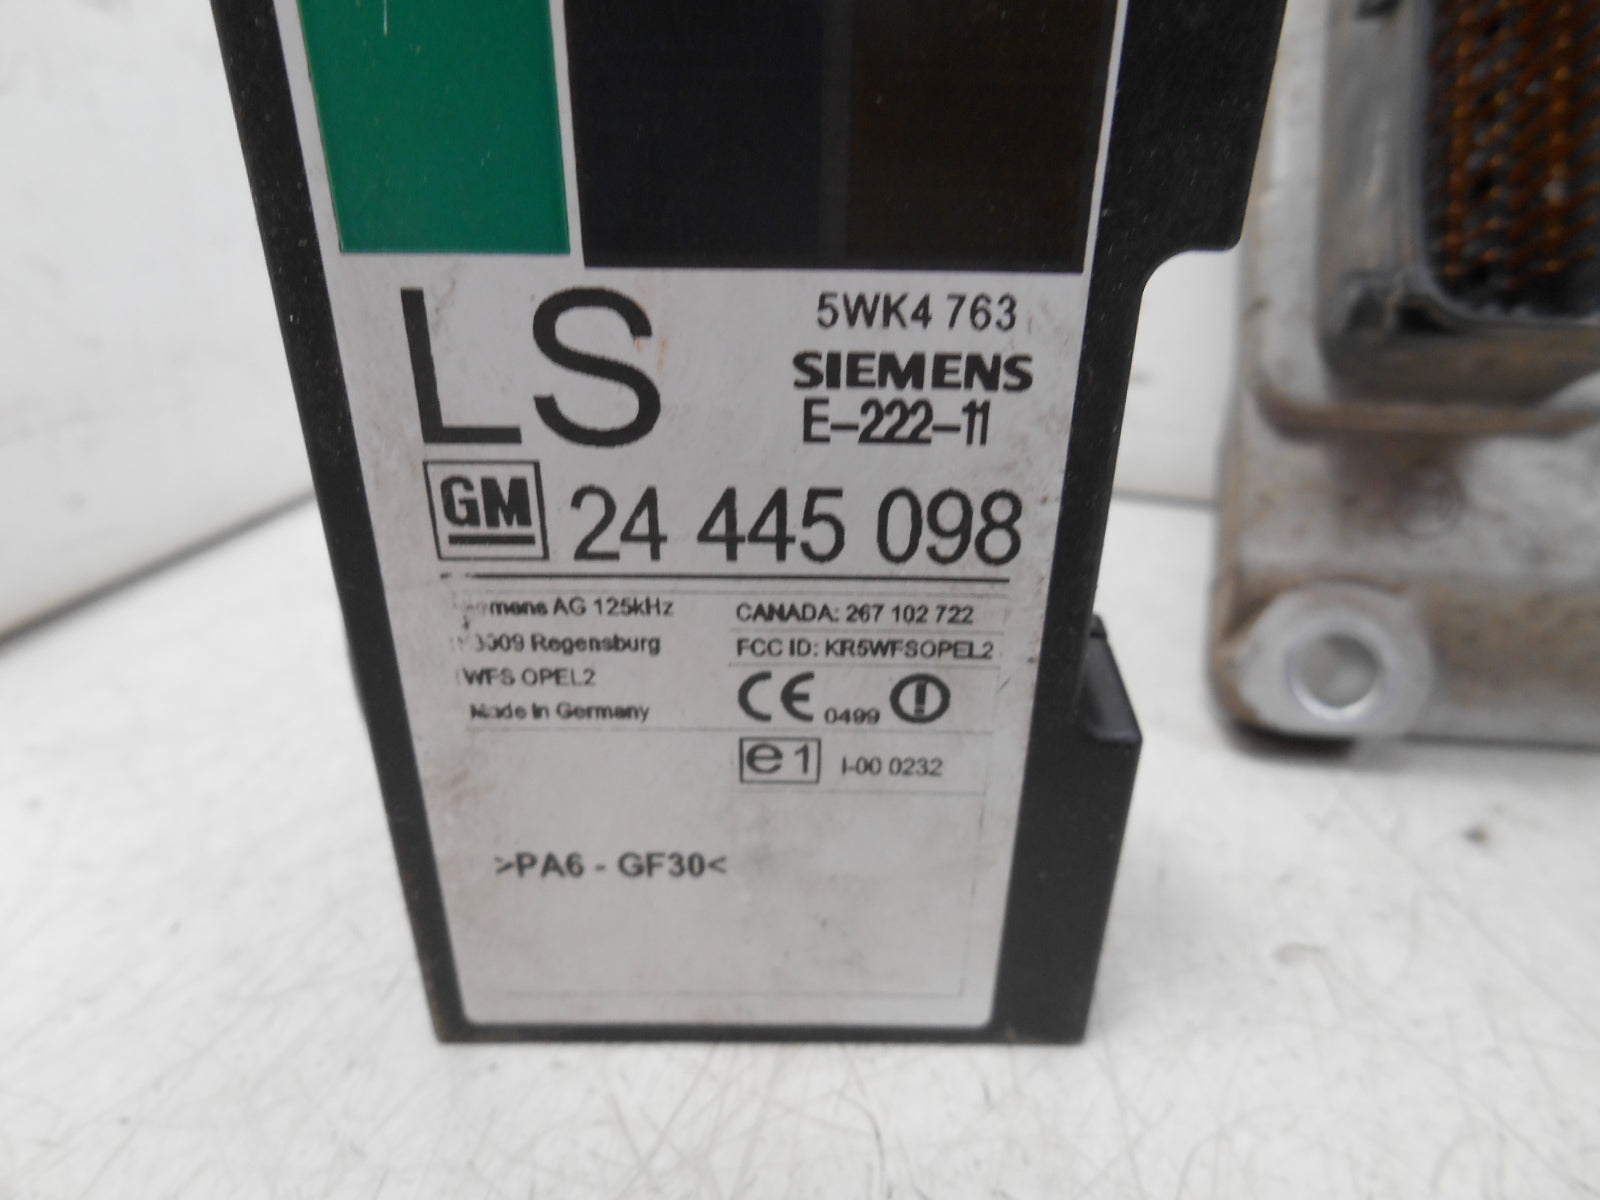 LS
5WK4 763
SIEMENS
E-222-11
GM 24 445 098
AG 125kHz
Regensburg
WFS OPEL2
Made In Germany
CANADA: 267 102 722
FCC ID: KR5WFSOPEL2
CE 0499
e1 I-00 0232
>PA6 - GF30<